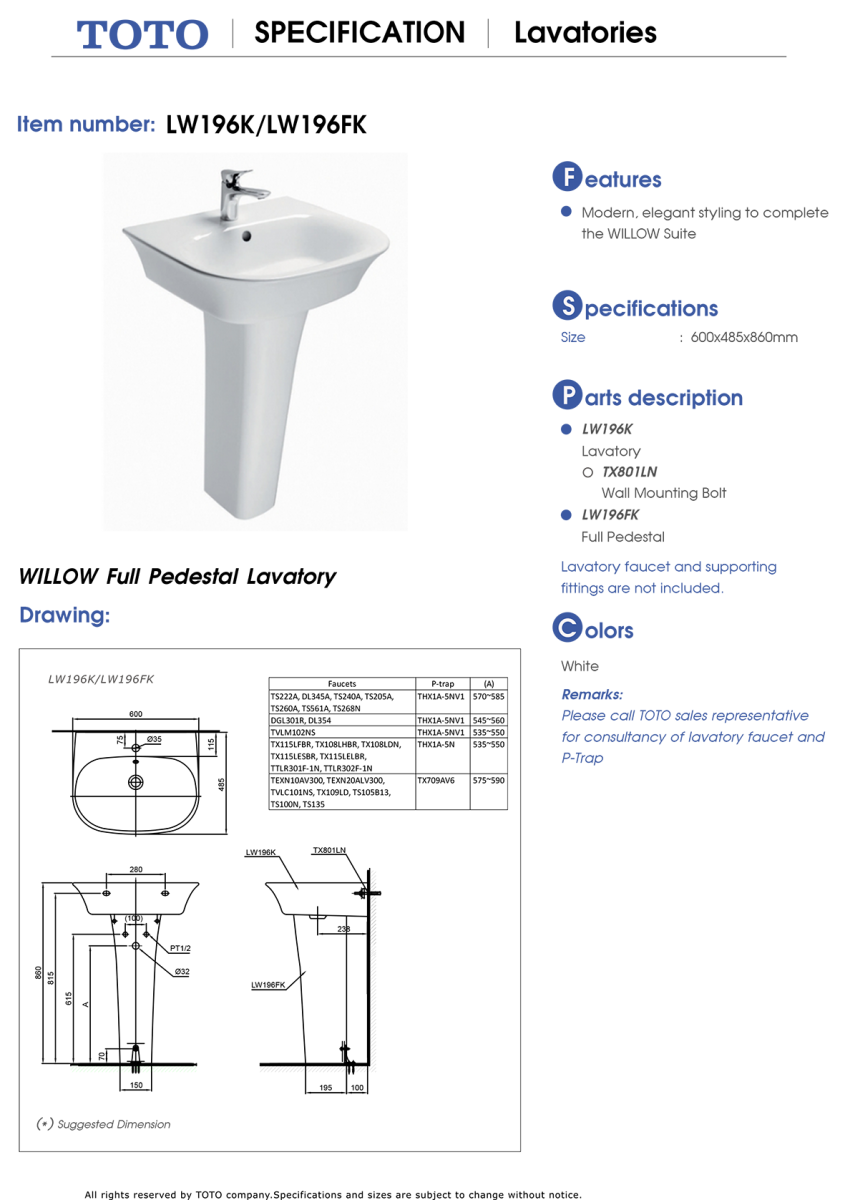 TOTO SPECIFICATION Lavatories
Item number: LW196K/LW196FK
Features
Modern, elegant styling to complete
the WILLOW Suite
Specifications
Size : 600x485x860mm
Parts description
LW196K
Lavatory
TX801LN
Wall Mounting Bolt
LW196FK
Full Pedestal
Lavatory faucet and supporting
fittings are not included.
Colors
White
Remarks:
Please call TOTO sales representative
for consultancy of lavatory faucet and
P-Trap
WILLOW Full Pedestal Lavatory
Drawing:
LW196K/LW196FK
Faucets P-trap (A)
TS222A, DL345A, TS240A, TS205A, THX1A-5NV1 570~585
TS260A, TS561A, TS268N
DGL301R, DL354 THX1A-5NV1 545~560
TVLM102NS THX1A-5NV1 535~550
TX115LFBR, TX108LHBR, TX108LDN, THX1A-5N 535~550
TX115LESBR, TX115LELBR,
TTLR301F-1N, TTLR302F-1N
TEXN10AV300, TEXN20ALV300, TX709AV6 575~590
TVLC101NS, TX109LD, TS105B13,
TS100N, TS135
600
75
Ø35
115
485
280
(100)
PT1/2
Ø32
860
815
615
A
70
150
LW196K
TX801LN
238
LW196FK
195
100
(*) Suggested Dimension
All rights reserved by TOTO company.Specifications and sizes are subject to change without notice.